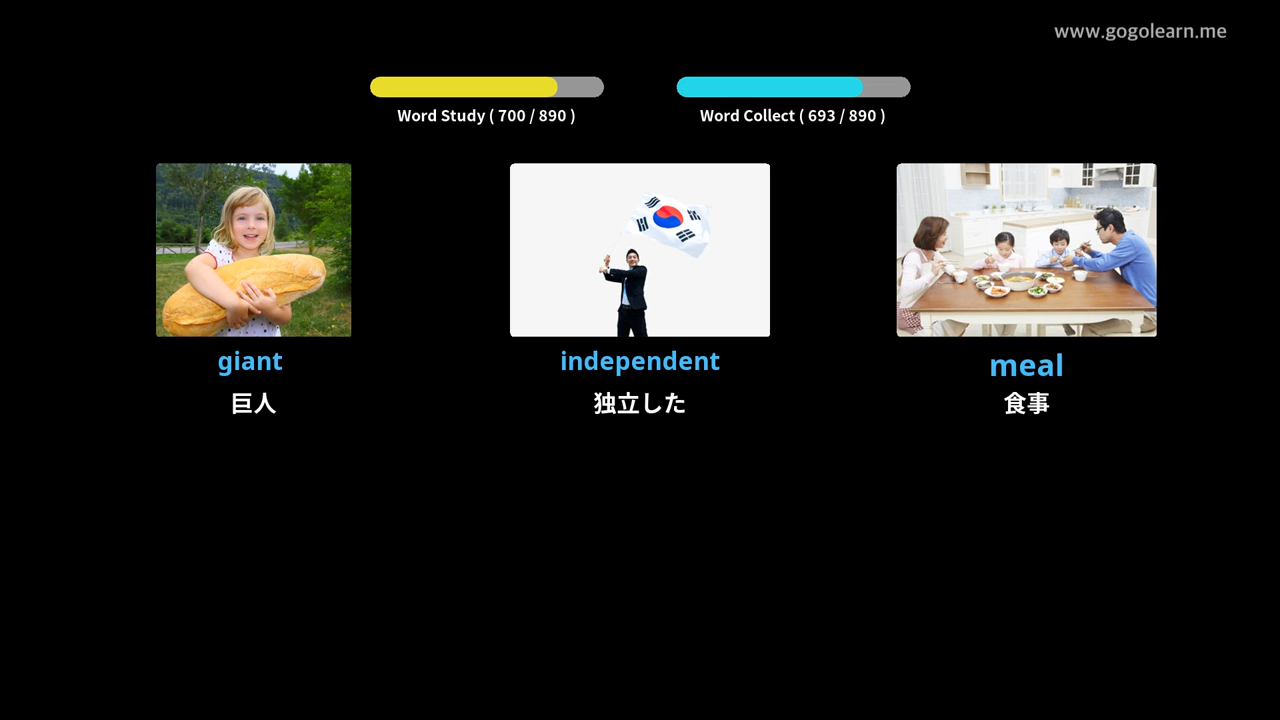 www.gogolearn.me
Word Study ( 700 / 890 )
Word Collect ( 693 / 890 )
giant
巨人
independent
独立した
meal
食事